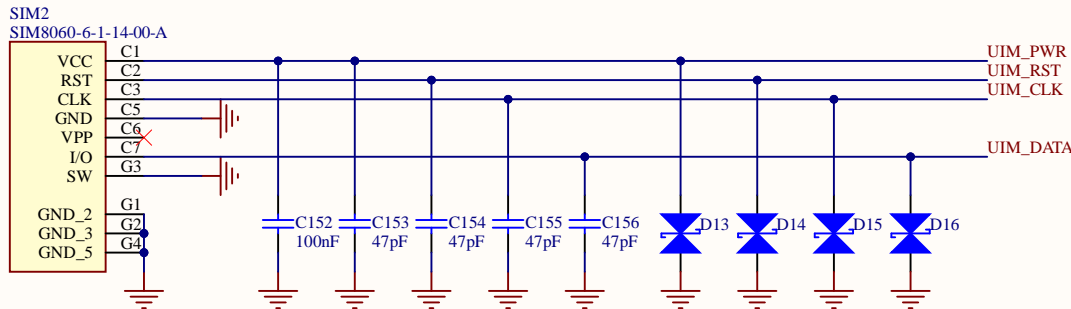 SIM2
SIM8060-6-1-14-00-A
VCC C1 UIM_PWR
RST C2 UIM_RST
CLK C3 UIM_CLK
GND C5
VPP C6
I/O C7 UIM_DATA
SW G3
GND_2 G1
GND_3 G2
GND_5 G4
C152 C153 C154 C155 C156 D13 D14 D15 D16
100nF 47pF 47pF 47pF 47pF